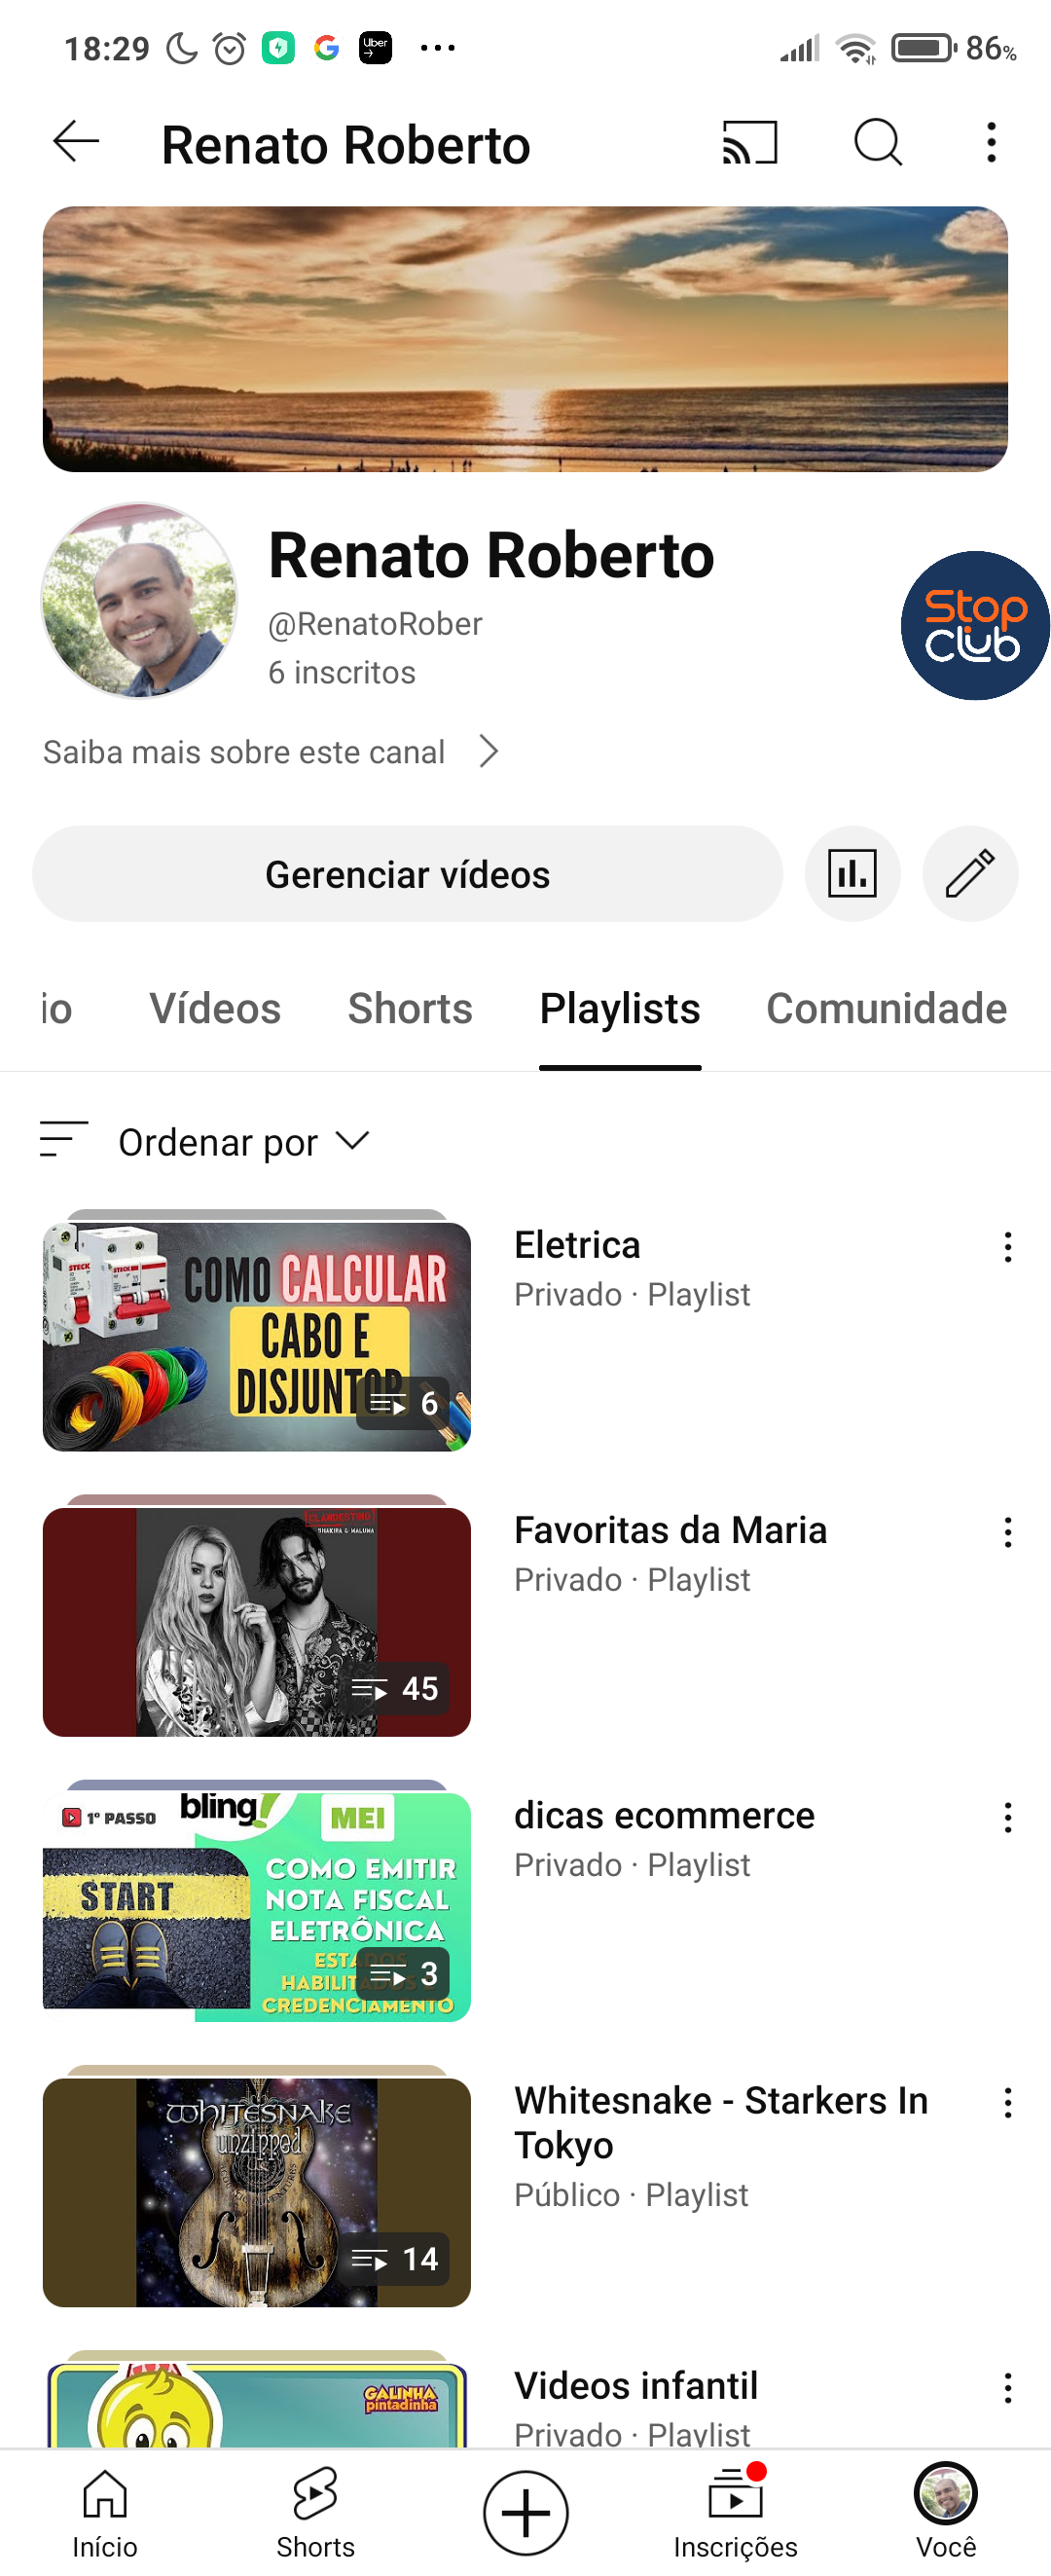 18:29
Uber
86%
Renato Roberto
Renato Roberto
@RenatoRober
6 inscritos
Stop
Club
Saiba mais sobre este canal
Gerenciar vídeos
io
Vídeos
Shorts
Playlists
Comunidade
Ordenar por
STECK
STECK
COMO CALCULAR
CABO E
DISJUNTOR
6
Eletrica
Privado · Playlist
CLANDESTINO
SHAKIRA & MALUMA
45
Favoritas da Maria
Privado · Playlist
1º PASSO
bling!
MEI
START
COMO EMITIR
NOTA FISCAL
ELETRÔNICA
ESTADOS
CREDENCIAMENTO
3
dicas ecommerce
Privado · Playlist
WHITESNAKE
unzipped
14
Whitesnake - Starkers In
Tokyo
Público · Playlist
GALINHA
pintadinha
Videos infantil
Privado · Playlist
Início
Shorts
Inscrições
Você